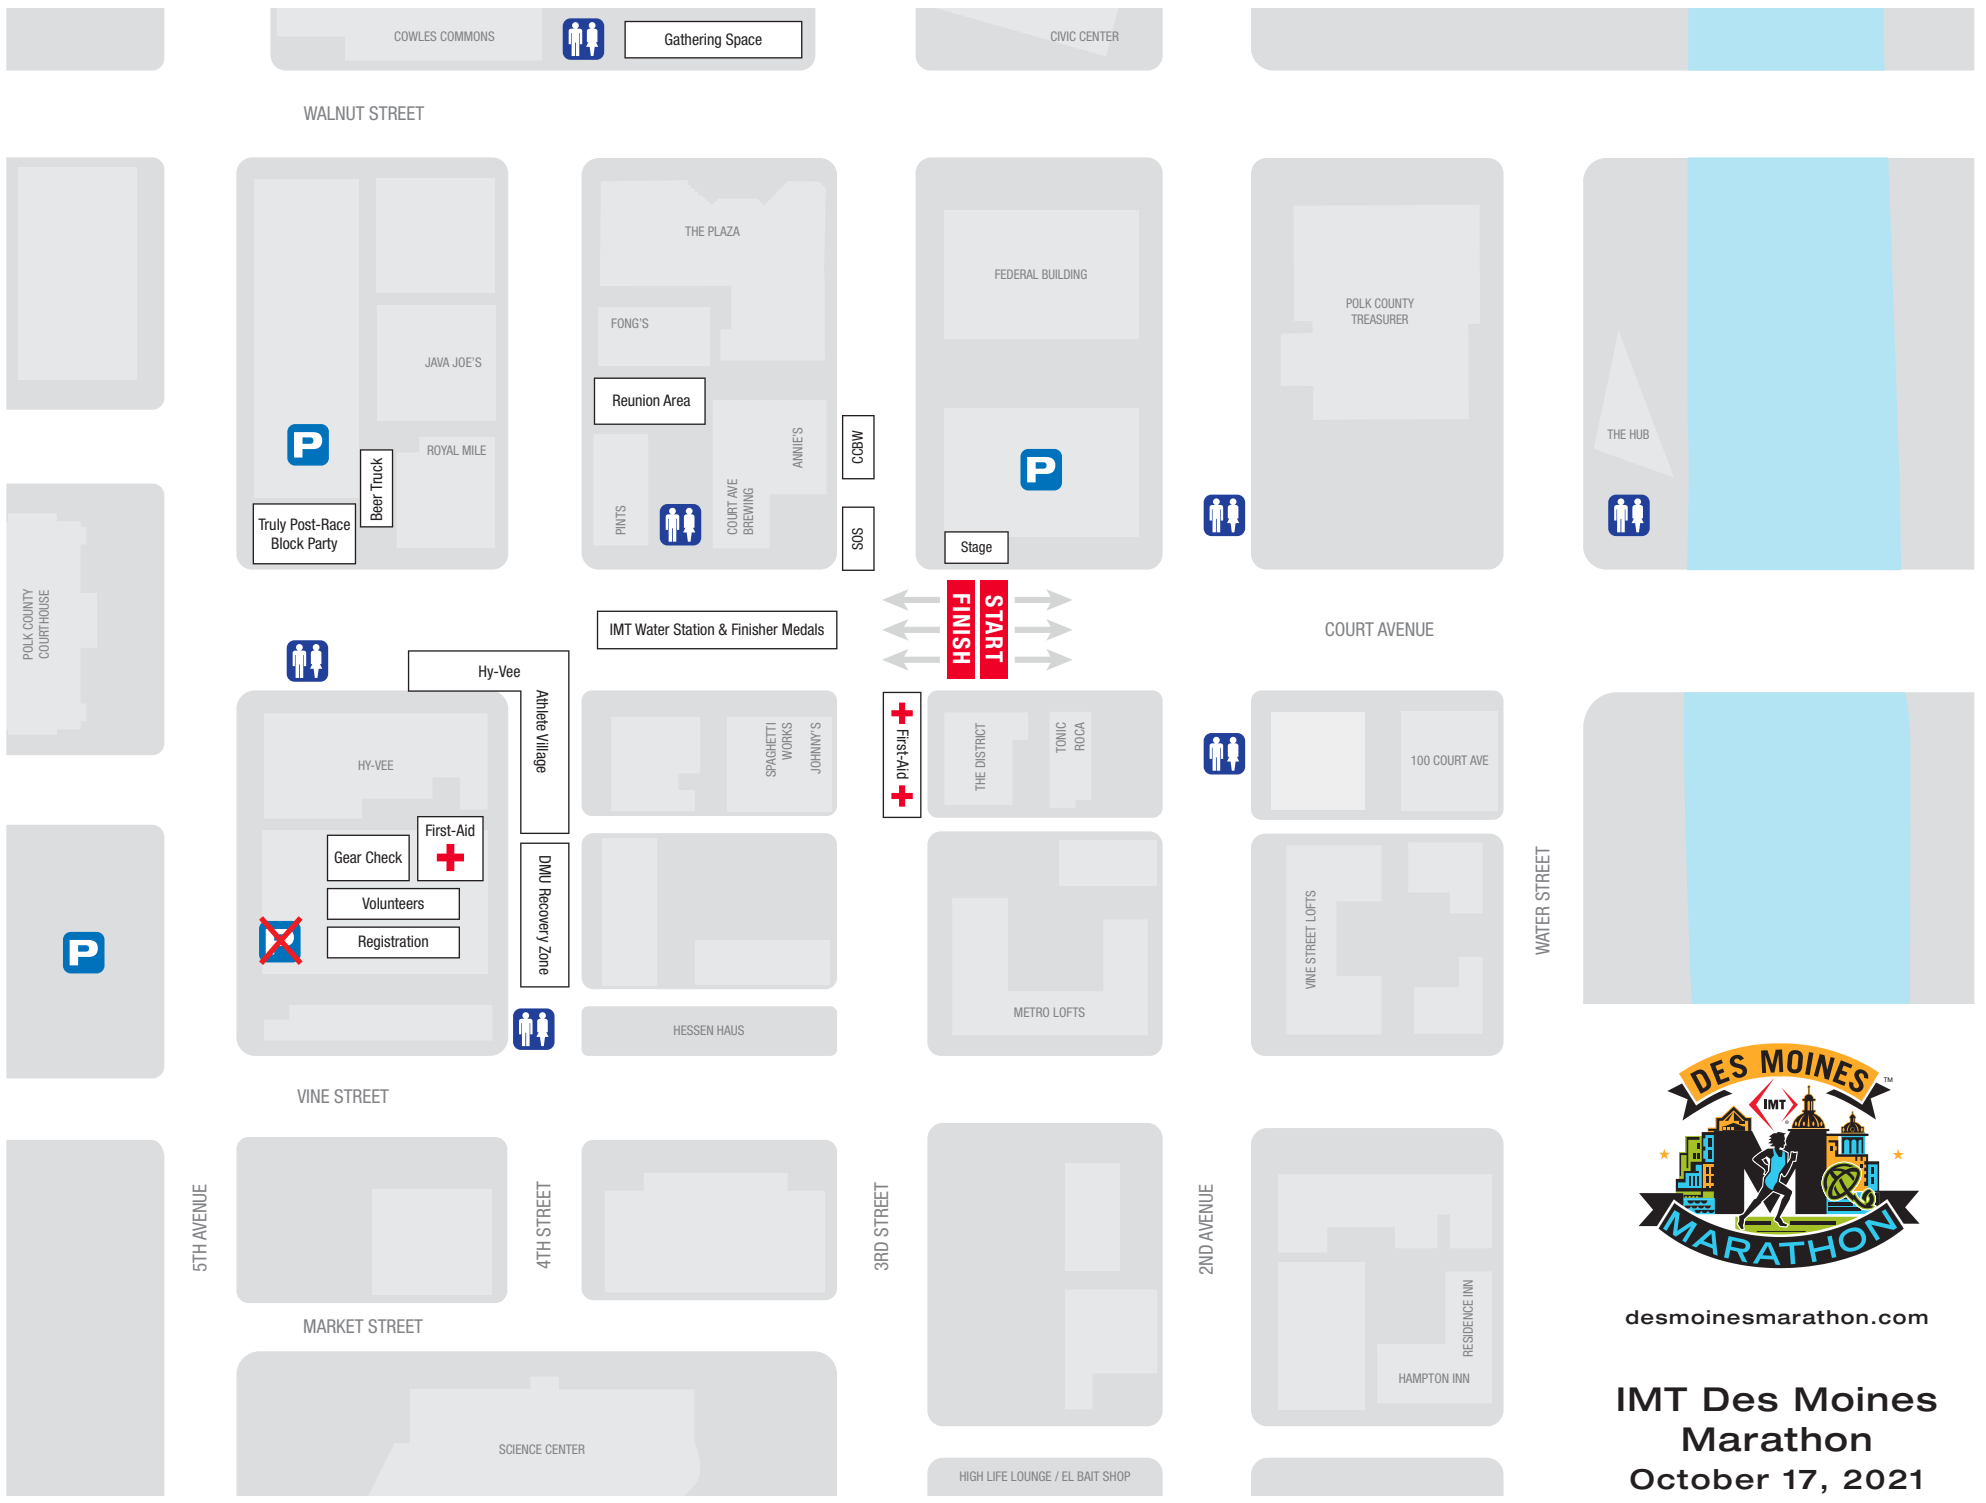 COWLES COMMONS
Gathering Space
CIVIC CENTER
WALNUT STREET
THE PLAZA
FEDERAL BUILDING
POLK COUNTY
TREASURER
FONG'S
JAVA JOE'S
Reunion Area
ROYAL MILE
Beer Truck
P
Truly Post-Race
Block Party
PINTS
COURT AVE
BREWING
ANNIE'S
CCBW
SOS
P
Stage
THE HUB
POLK COUNTY
COURTHOUSE
IMT Water Station & Finisher Medals
FINISH
START
COURT AVENUE
Hy-Vee
Athlete Village
HY-VEE
SPAGHETTI
WORKS
JOHNNY'S
First-Aid
THE DISTRICT
TONIC
ROCA
100 COURT AVE
Gear Check
First-Aid
Volunteers
Registration
P
P
DMU Recovery Zone
VINE STREET LOFTS
WATER STREET
METRO LOFTS
HESSEN HAUS
VINE STREET
DES MOINES
TM
IMT
®
MARATHON
5TH AVENUE
4TH STREET
3RD STREET
2ND AVENUE
MARKET STREET
RESIDENCE INN
HAMPTON INN
SCIENCE CENTER
HIGH LIFE LOUNGE / EL BAIT SHOP
desmoinesmarathon.com
IMT Des Moines
Marathon
October 17, 2021